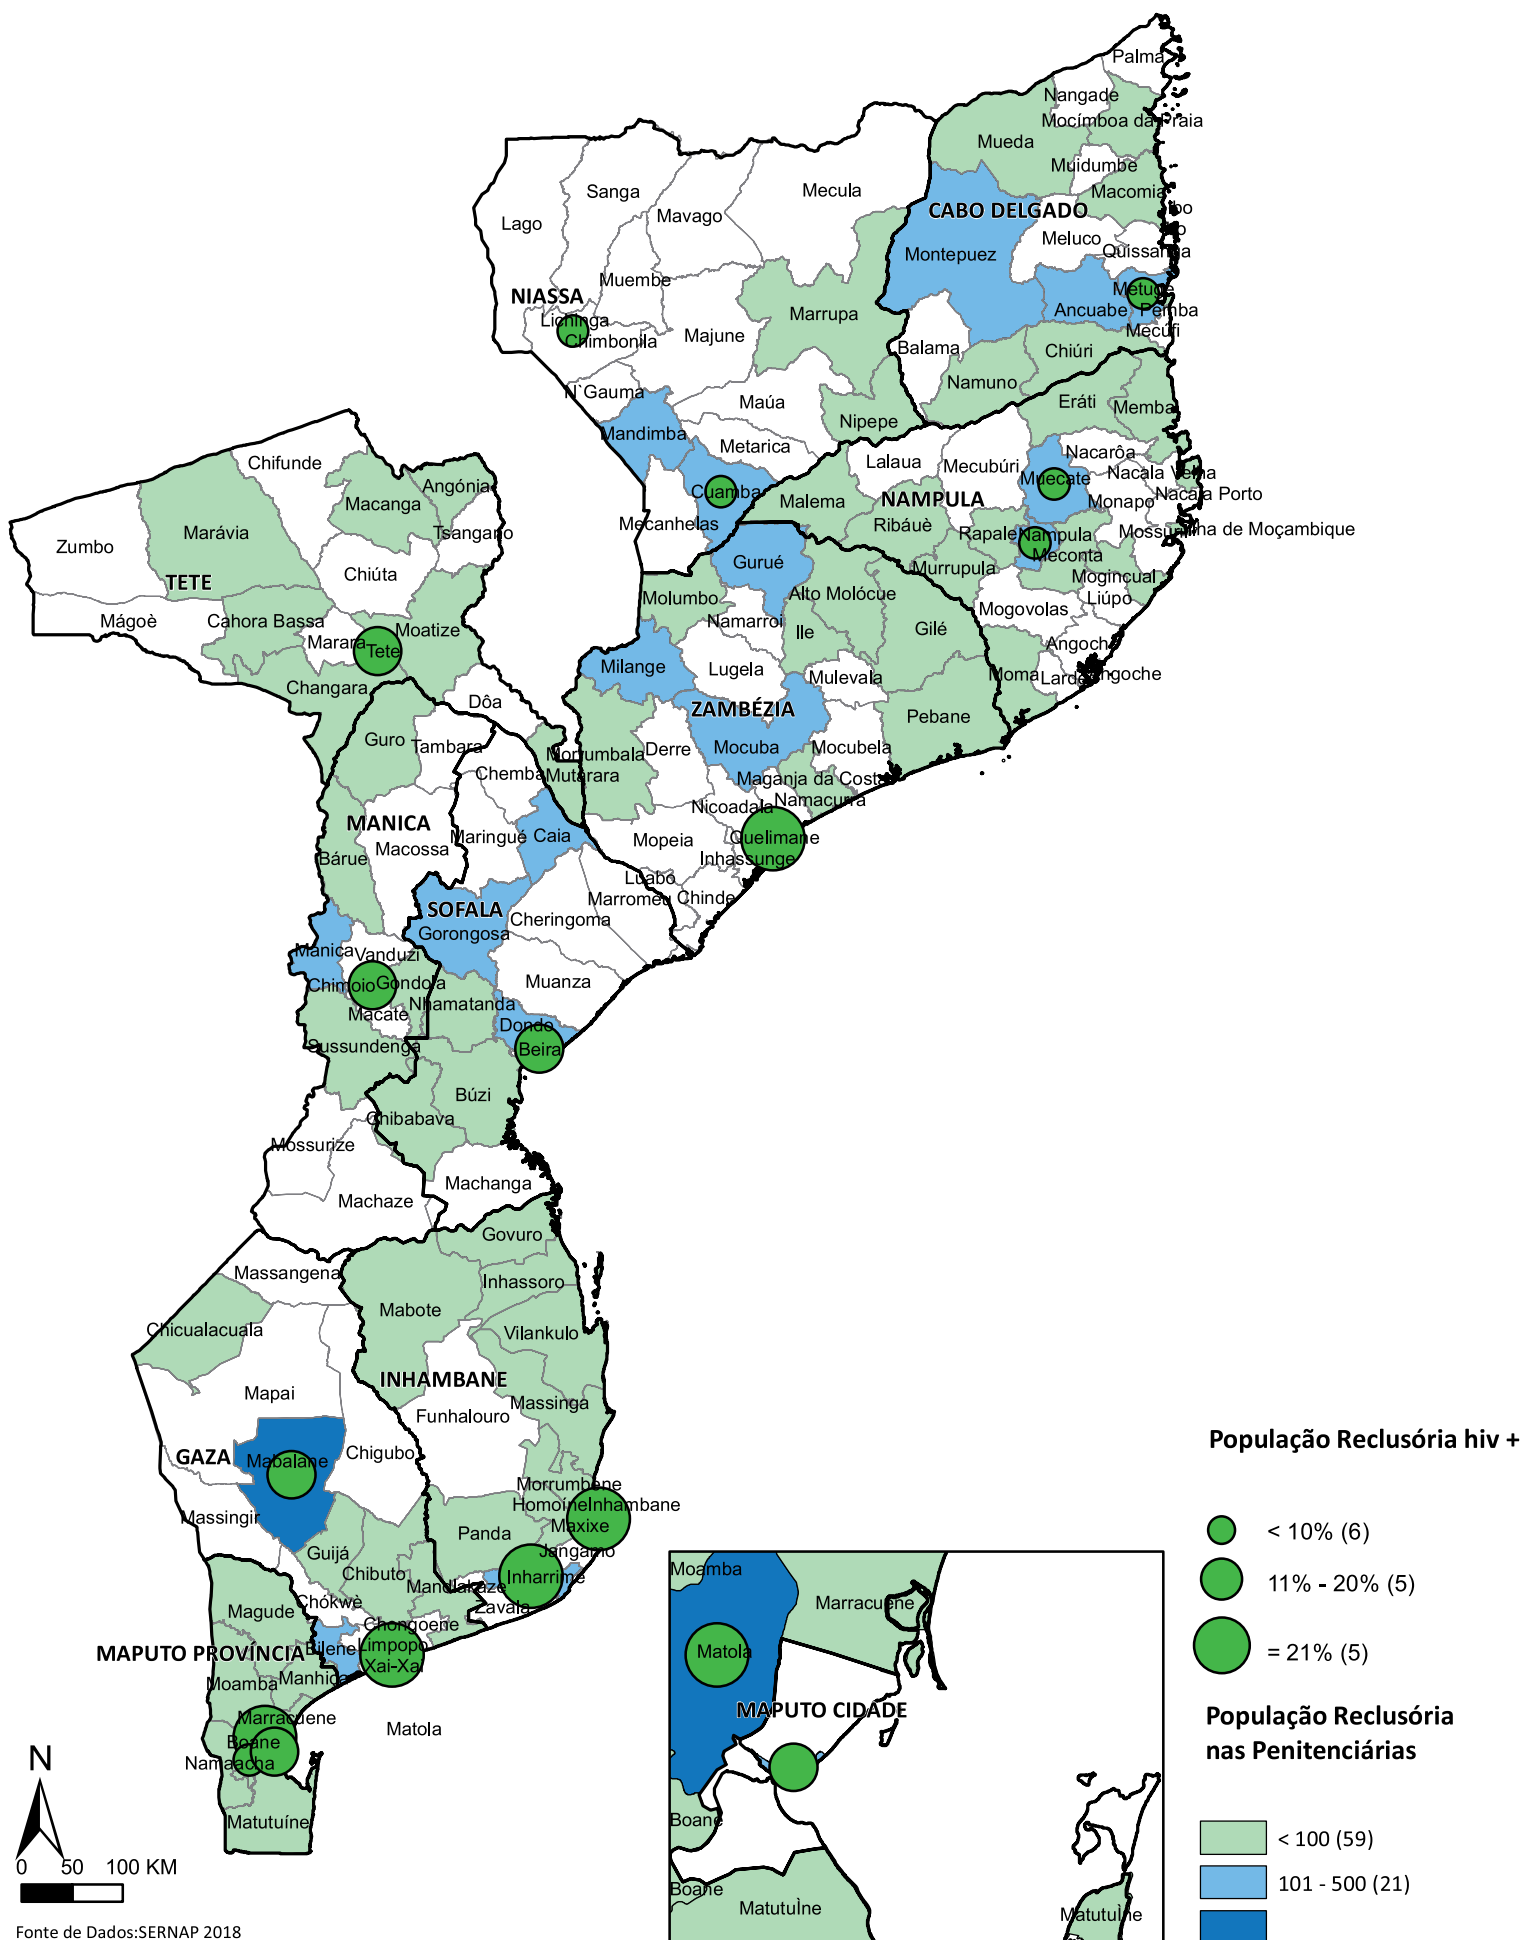 Palma
Nangade
Mocímboa da Praia
Mueda
Muidumbe
Macomia
Sanga
Mecula
Mavago
Lago
CABO DELGADO
Ibo
Meluco
Quissanga
Montepuez
Muembe
Metuge
NIASSA
Ancuabe
Pemba
Marrupa
Lichinga
Mecúfi
Chimbonila
Majune
Balama
Chiúri
N`Gauma
Namuno
Maúa
Eráti
Memba
Nipepe
Mandimba
Metarica
Nacarôa
Chifunde
Lalaua
Mecubúri
Nacala Velha
Angónia
Muecate
Cuamba
Macanga
Malema
NAMPULA
Monapo
Nacala Porto
Mecanhelas
Ribáuè
Marávia
Tsangano
Rapale
Nampula
Mossuril
Ilha de Moçambique
Zumbo
Meconta
Gurué
Chiúta
Murrupula
Mogincual
TETE
Alto Molócue
Molumbo
Liúpo
Mogovolas
Mágoè
Cahora Bassa
Namarroi
Moatize
Ile
Gilé
Marara
Tete
Angoche
Milange
Lugela
Mulevala
Moma
Larde
Angoche
Changara
Dôa
ZAMBÉZIA
Pebane
Guro
Tambara
Morrumbala
Derre
Mocuba
Mocubela
Chemba
Mutarara
Maganja da Costa
Namacurra
Nicoadala
MANICA
Maringué
Caia
Mopeia
Quelimane
Macossa
Bárue
Inhassunge
Luabo
Marromeu
Chinde
SOFALA
Cheringoma
Gorongosa
Manica
Vanduzi
Muanza
Chimoio
Gondola
Nhamatanda
Macate
Dondo
Sussundenga
Beira
Búzi
Chibabava
Mossurize
Machanga
Machaze
Govuro
Massangena
Inhassoro
Mabote
Chicualacuala
Vilankulo
INHAMBANE
Mapai
Massinga
Funhalouro
GAZA
Mabalane
Chigubo
Morrumbene
Homoíne
Inhambane
Massingir
Maxixe
Panda
Guijá
Jangamo
Chibuto
Inharrime
Mandlakaze
Chókwè
Zavala
Magude
Chongoene
MAPUTO PROVÍNCIA
Bilene
Limpopo
Xai-Xai
Moamba
Manhiça
Marracuene
Matola
Boane
Namaacha
Matutuíne
N
0 50 100 KM
Fonte de Dados:SERNAP 2018
Moamba
Marracuene
Matola
MAPUTO CIDADE
Boane
Boane
MatutuÌne
MatutuÌne
População Reclusória hiv +
< 10% (6)
11% - 20% (5)
= 21% (5)
População Reclusória
nas Penitenciárias
< 100 (59)
101 - 500 (21)